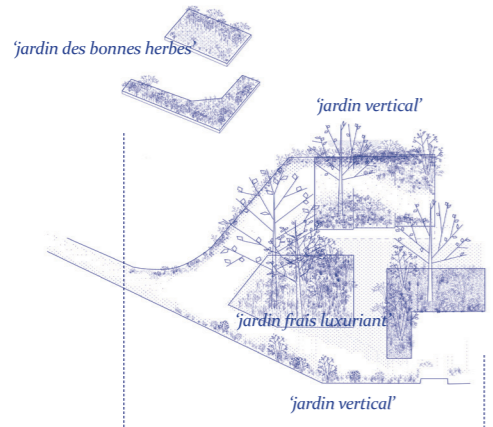 ‘jardin des bonnes herbes’
‘jardin vertical’
‘jardin frais luxuriant’
‘jardin vertical’